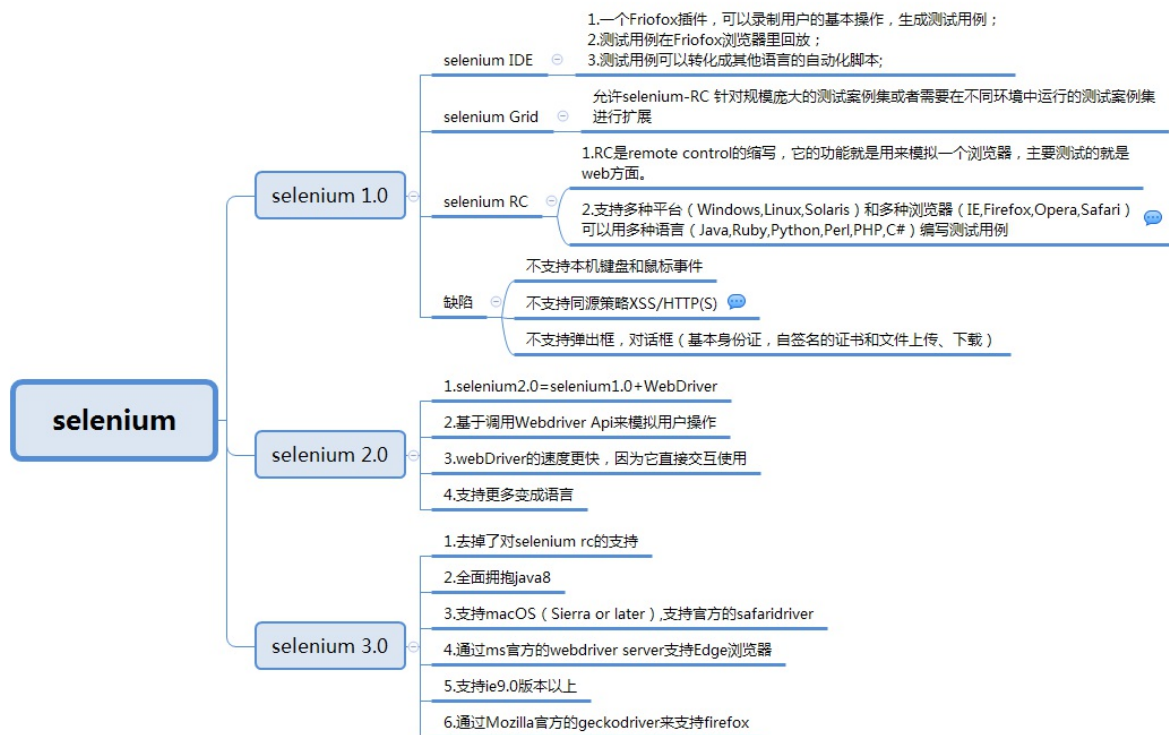 selenium
selenium 1.0
selenium IDE
1.一个Friofox插件，可以录制用户的基本操作，生成测试用例；
2.测试用例在Friofox浏览器里回放；
3.测试用例可以转化成其他语言的自动化脚本;
selenium Grid
允许selenium-RC 针对规模庞大的测试案例集或者需要在不同环境中运行的测试案例集
进行扩展
selenium RC
1.RC是remote control的缩写，它的功能就是用来模拟一个浏览器，主要测试的就是
web方面。
2.支持多种平台（Windows,Linux,Solaris）和多种浏览器（IE,Firefox,Opera,Safari）
可以用多种语言（Java,Ruby,Python,Perl,PHP,C#）编写测试用例
缺陷
不支持本机键盘和鼠标事件
不支持同源策略XSS/HTTP(S)
不支持弹出框，对话框（基本身份证，自签名的证书和文件上传、下载）
selenium 2.0
1.selenium2.0=selenium1.0+WebDriver
2.基于调用Webdriver Api来模拟用户操作
3.webDriver的速度更快，因为它直接交互使用
4.支持更多变成语言
selenium 3.0
1.去掉了对selenium rc的支持
2.全面拥抱java8
3.支持macOS（Sierra or later）,支持官方的safaridriver
4.通过ms官方的webdriver server支持Edge浏览器
5.支持ie9.0版本以上
6.通过Mozilla官方的geckodriver来支持firefox